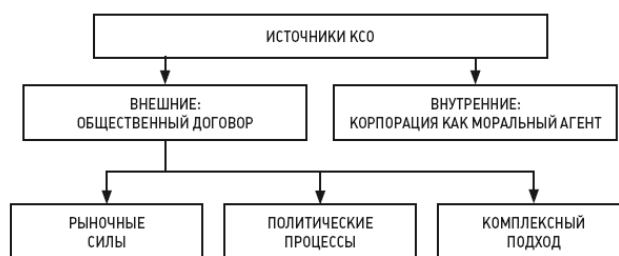 ИСТОЧНИКИ КСО
ВНЕШНИЕ:
ОБЩЕСТВЕННЫЙ ДОГОВОР
ВНУТРЕННИЕ:
КОРПОРАЦИЯ КАК МОРАЛЬНЫЙ АГЕНТ
РЫНОЧНЫЕ
СИЛЫ
ПОЛИТИЧЕСКИЕ
ПРОЦЕССЫ
КОМПЛЕКСНЫЙ
ПОДХОД